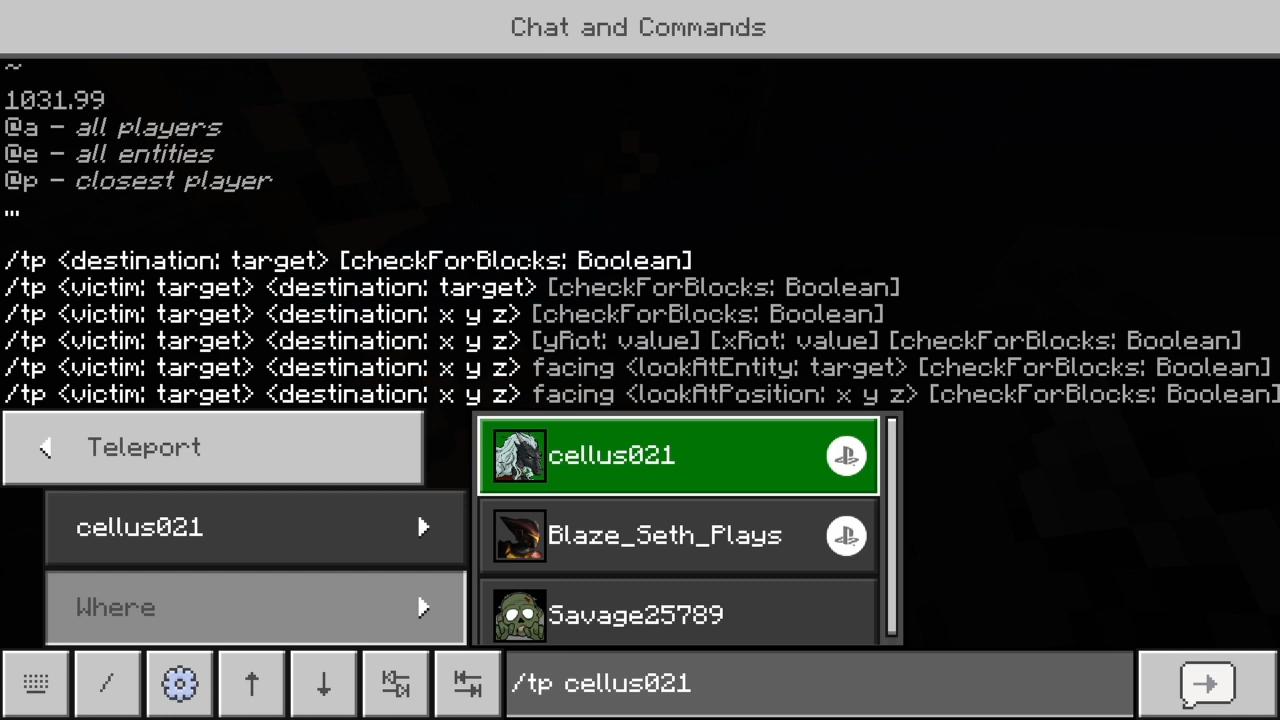 Chat and Commands
~
1031.99
@a - all players
@e - all entities
@p - closest player
...
/tp <destination: target> [checkForBlocks: Boolean]
/tp <victim: target> <destination: target> [checkForBlocks: Boolean]
/tp <victim: target> <destination: x y z> [checkForBlocks: Boolean]
/tp <victim: target> <destination: x y z> [yRot: value] [xRot: value] [checkForBlocks: Boolean]
/tp <victim: target> <destination: x y z> facing <lookAtEntity: target> [checkForBlocks: Boolean]
/tp <victim: target> <destination: x y z> facing <lookAtPosition: x y z> [checkForBlocks: Boolean]
Teleport
cellus021
Where
cellus021
Blaze_Seth_Plays
Savage25789
/
/tp cellus021